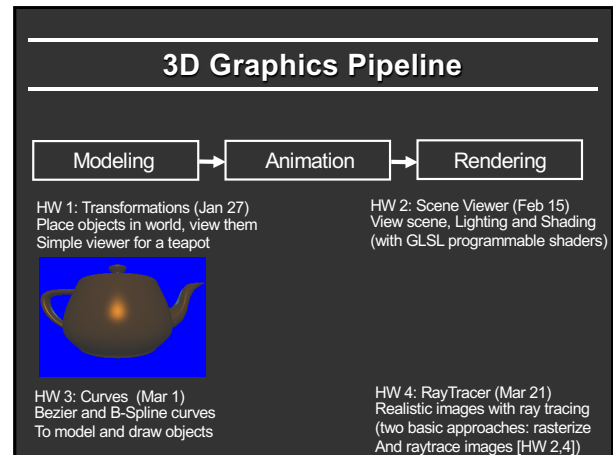 3D Graphics Pipeline
Modeling
Animation
Rendering
HW 1: Transformations (Jan 27)
Place objects in world, view them
Simple viewer for a teapot
HW 2: Scene Viewer (Feb 15)
View scene, Lighting and Shading
(with GLSL programmable shaders)
HW 3: Curves (Mar 1)
Bezier and B-Spline curves
To model and draw objects
HW 4: RayTracer (Mar 21)
Realistic images with ray tracing
(two basic approaches: rasterize
And raytrace images [HW 2,4])